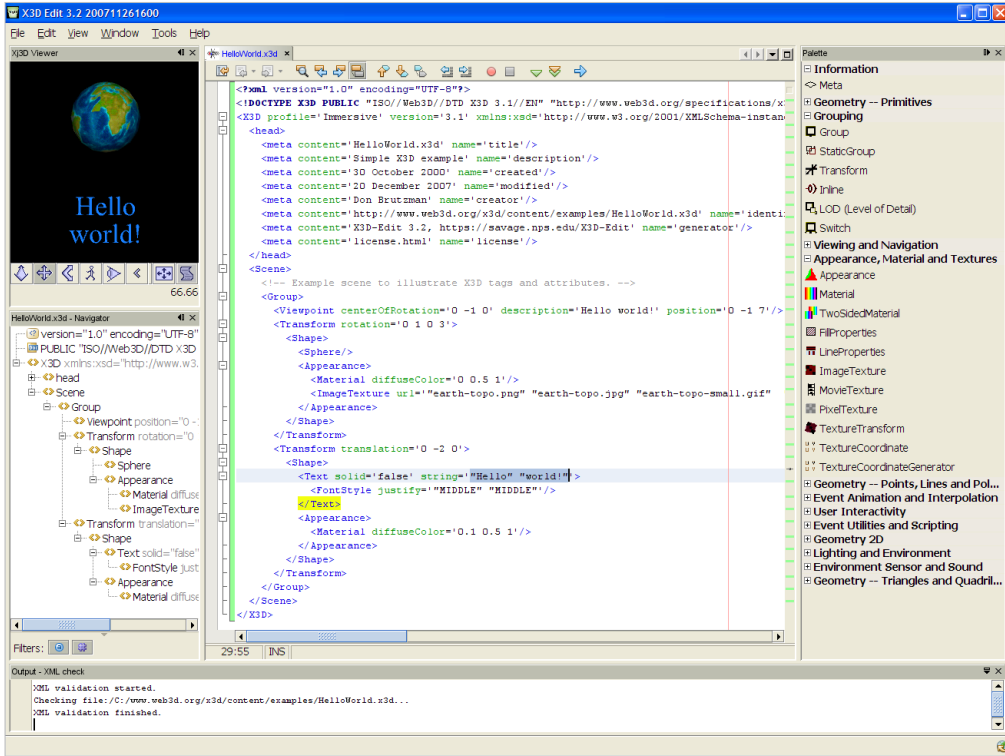 X3D Edit 3.2 200711261600
File Edit View Window Tools Help
Xj3D Viewer
Hello
world!
66.66
HelloWorld.x3d - Navigator
version="1.0" encoding="UTF-8"
PUBLIC "ISO//Web3D//DTD X3D
X3D xmlns:xsd="http://www.w3.
head
Scene
Group
Viewpoint position="0 -
Transform rotation="0
Shape
Sphere
Appearance
Material diffuse
ImageTexture
Transform translation="
Shape
Text solid="false"
FontStyle just
Appearance
Material diffuse
Filters:
HelloWorld.x3d
<?xml version="1.0" encoding="UTF-8"?>
<!DOCTYPE X3D PUBLIC "ISO//Web3D//DTD X3D 3.1//EN" "http://www.web3d.org/specifications/x
<X3D profile='Immersive' version='3.1' xmlns:xsd='http://www.w3.org/2001/XMLSchema-instan
<head>
<meta content='HelloWorld.x3d' name='title'/>
<meta content='Simple X3D example' name='description'/>
<meta content='30 October 2000' name='created'/>
<meta content='20 December 2007' name='modified'/>
<meta content='Don Brutzman' name='creator'/>
<meta content='http://www.web3d.org/x3d/content/examples/HelloWorld.x3d' name='identi
<meta content='X3D-Edit 3.2, https://savage.nps.edu/X3D-Edit' name='generator'/>
<meta content='license.html' name='license'/>
</head>
<Scene>
<!-- Example scene to illustrate X3D tags and attributes. -->
<Group>
<Viewpoint centerOfRotation='0 -1 0' description='Hello world!' position='0 -1 7'/>
<Transform rotation='0 1 0 3'>
<Shape>
<Sphere/>
<Appearance>
<Material diffuseColor='0 0.5 1'/>
<ImageTexture url='"earth-topo.png" "earth-topo.jpg" "earth-topo-small.gif"
</Appearance>
</Shape>
</Transform>
<Transform translation='0 -2 0'>
<Shape>
<Text solid='false' string='"Hello" "world!"'>
<FontStyle justify='"MIDDLE" "MIDDLE"'/>
</Text>
<Appearance>
<Material diffuseColor='0.1 0.5 1'/>
</Appearance>
</Shape>
</Transform>
</Group>
</Scene>
</X3D>
29:55 INS
Palette
Information
Meta
Geometry -- Primitives
Grouping
Group
StaticGroup
Transform
Inline
LOD (Level of Detail)
Switch
Viewing and Navigation
Appearance, Material and Textures
Appearance
Material
TwoSidedMaterial
FillProperties
LineProperties
ImageTexture
MovieTexture
PixelTexture
TextureTransform
TextureCoordinate
TextureCoordinateGenerator
Geometry -- Points, Lines and Pol...
Event Animation and Interpolation
User Interactivity
Event Utilities and Scripting
Geometry 2D
Lighting and Environment
Environment Sensor and Sound
Geometry -- Triangles and Quadril...
Output - XML check
XML validation started.
Checking file:/C:/www.web3d.org/x3d/content/examples/HelloWorld.x3d...
XML validation finished.